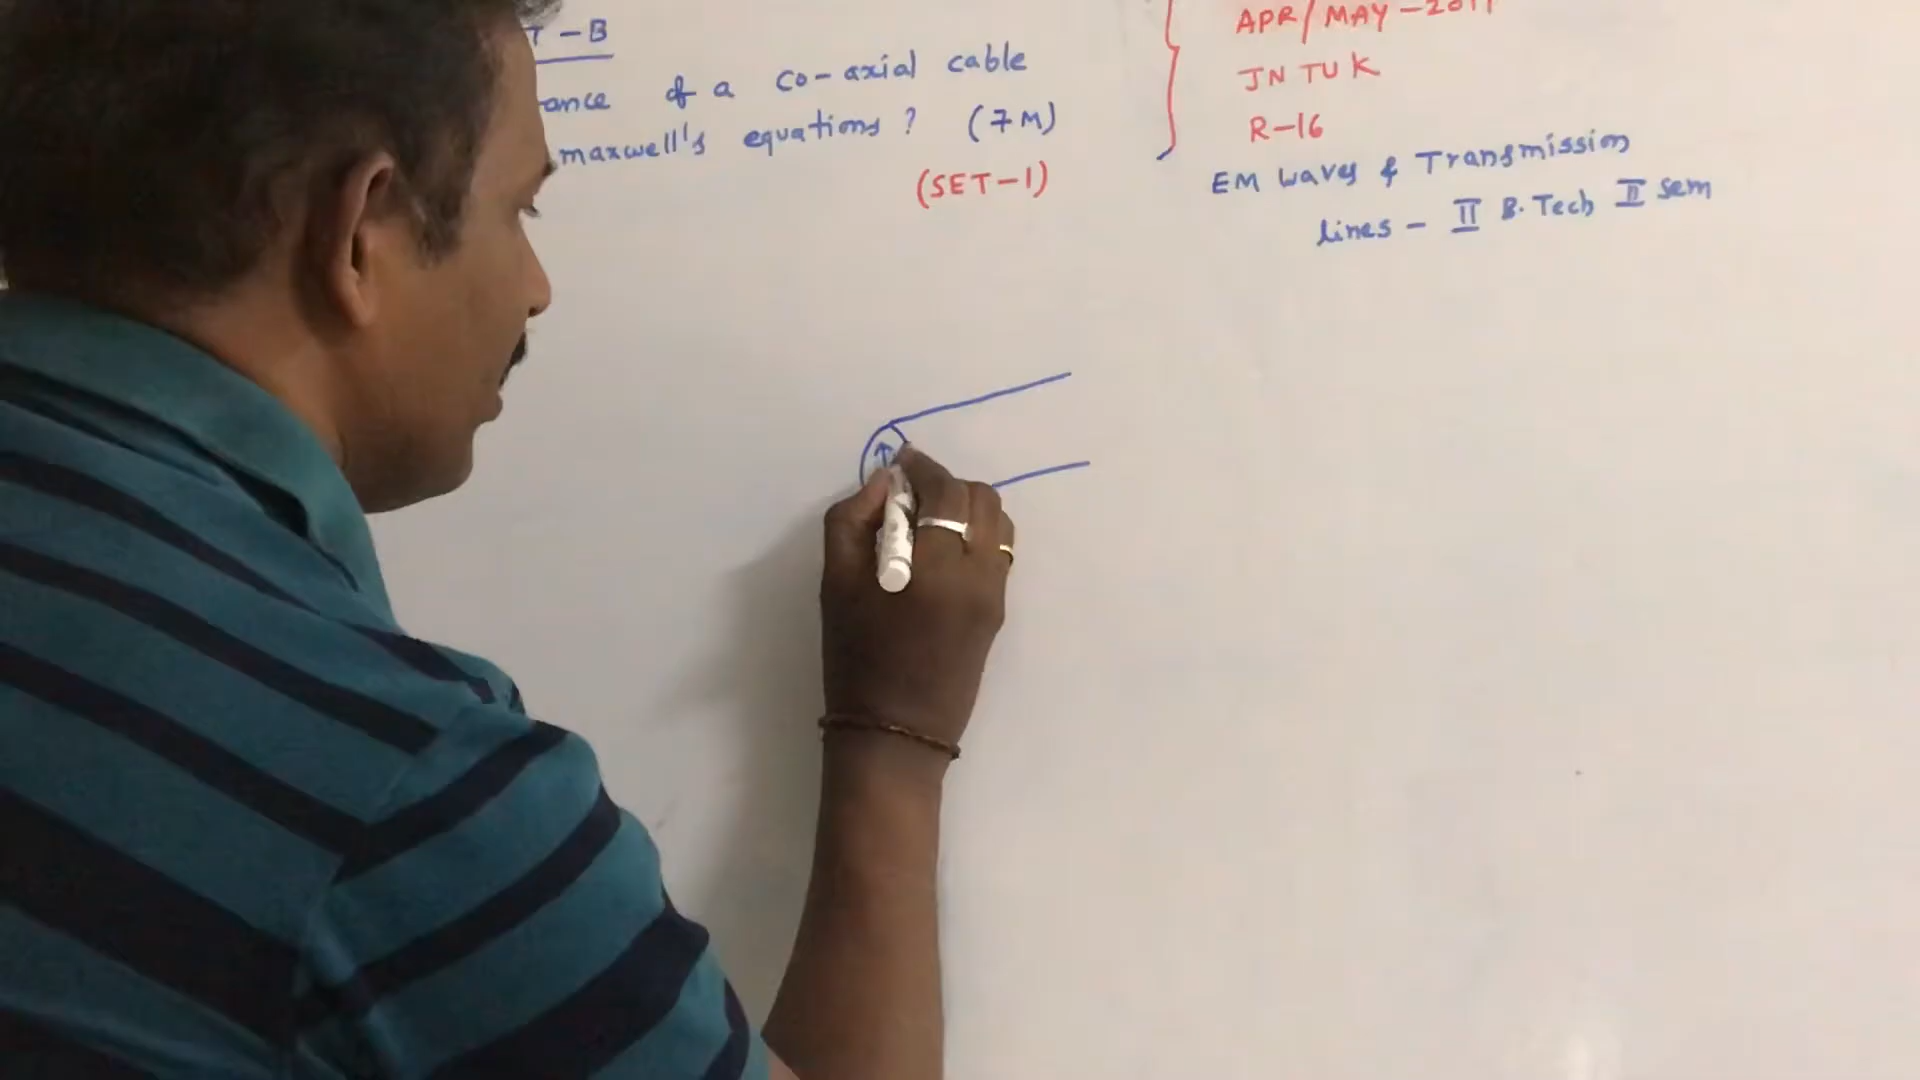 T-B
ance of a co-axial cable
maxwell's equations? (7M)
(SET-1)
APR/MAY-2019
JNTUK
R-16
EM waves & Transmission
lines - II B.Tech II sem